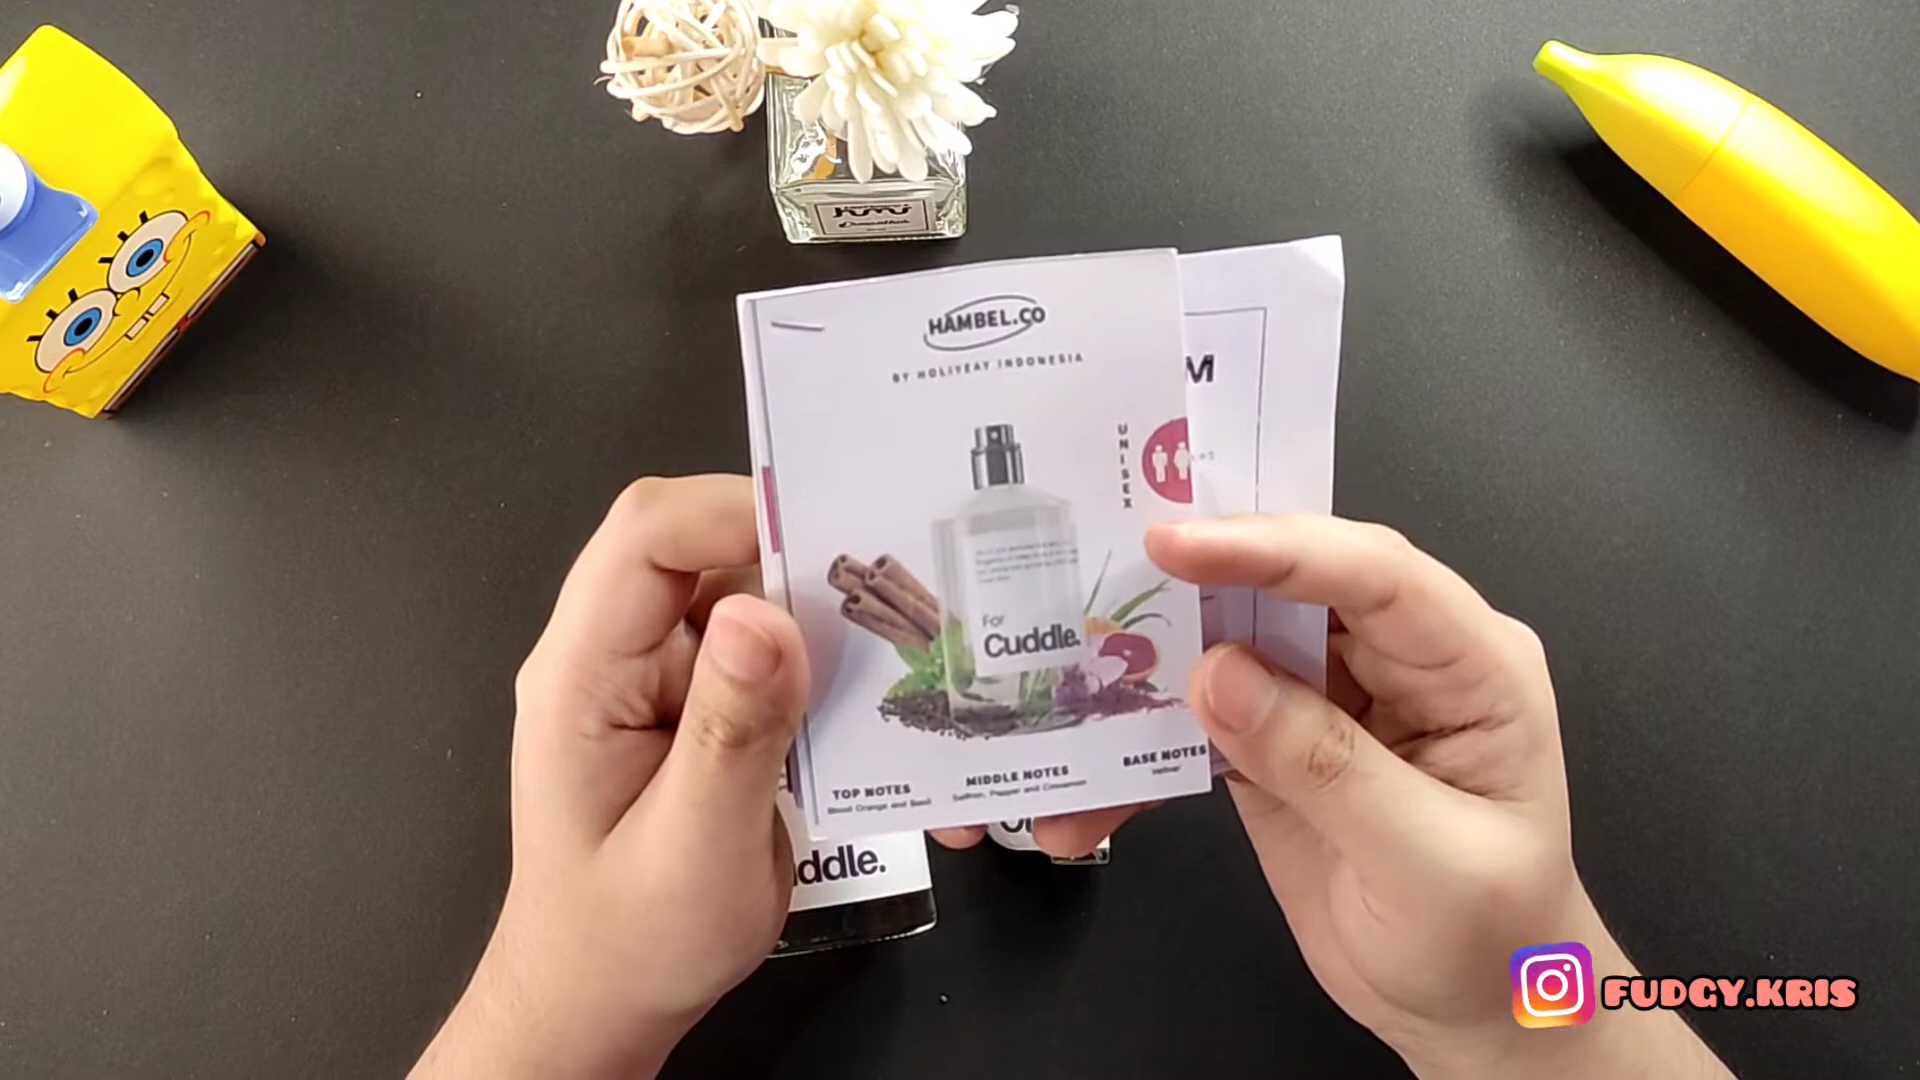 HAMBEL.CO
BY HOLIYEAY INDONESIA
M
UNISEX
For
Cuddle.
TOP NOTES
Blood Orange and Basil
MIDDLE NOTES
Saffron, Pepper and Cinnamon
BASE NOTES
Vetiver
uddle.
FUDGY.KRIS